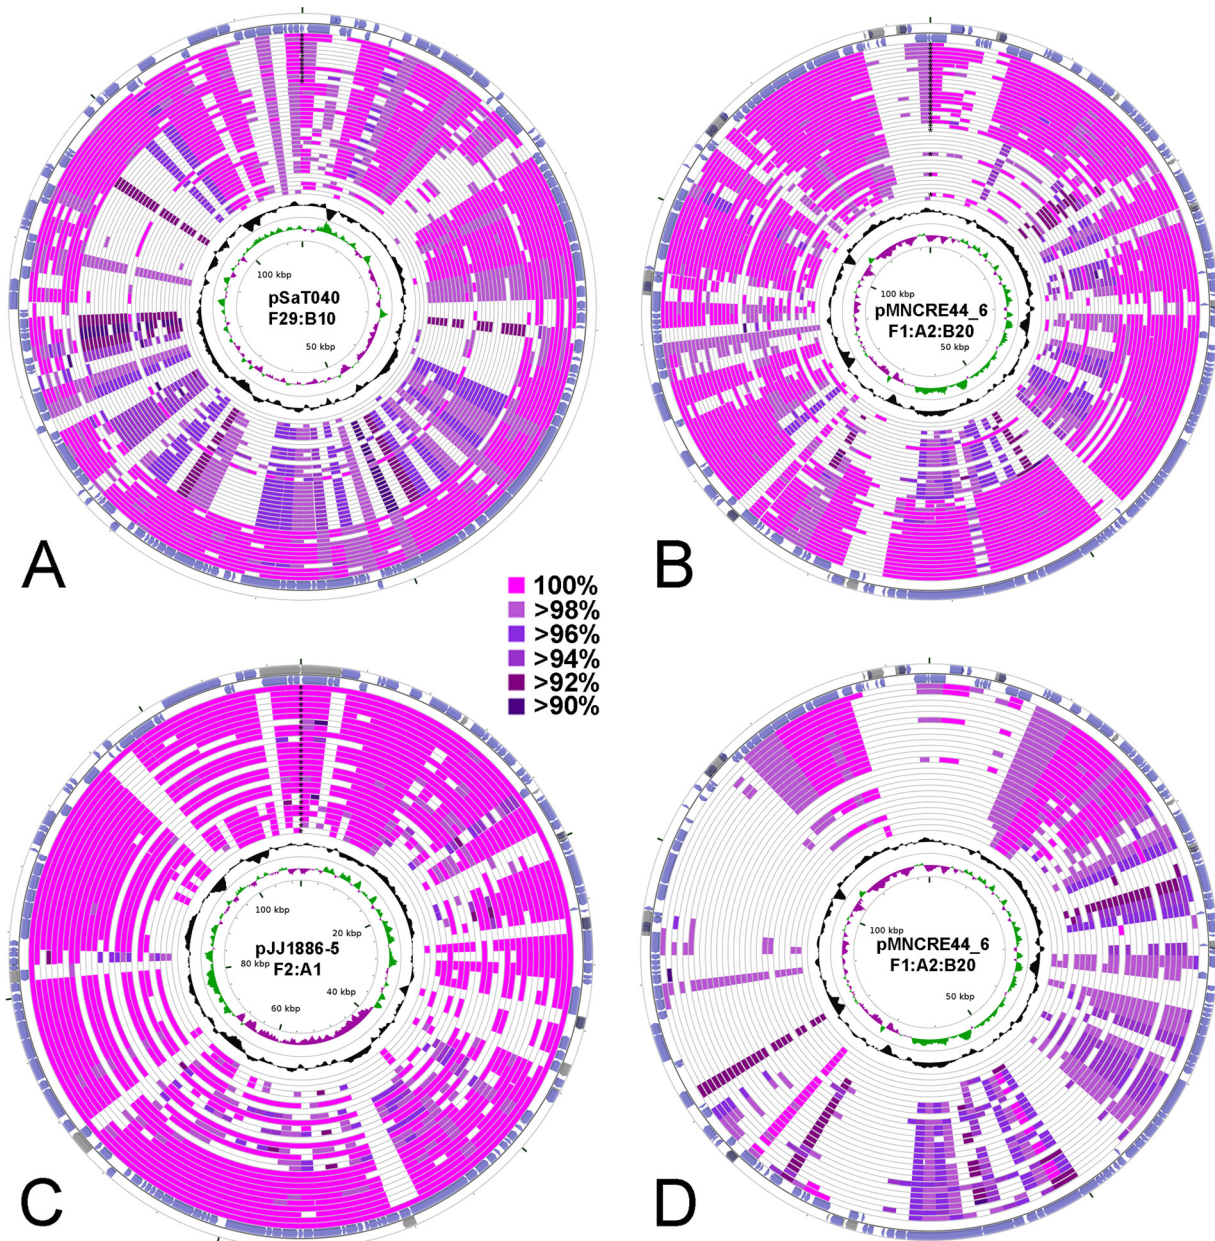 100 kbp
pSaT040
F29:B10
50 kbp
A
100 kbp
pMNCRE44_6
F1:A2:B20
50 kbp
B
100%
>98%
>96%
>94%
>92%
>90%
100 kbp
20 kbp
pJJ1886-5
F2:A1
80 kbp
40 kbp
60 kbp
C
100 kbp
pMNCRE44_6
F1:A2:B20
50 kbp
D